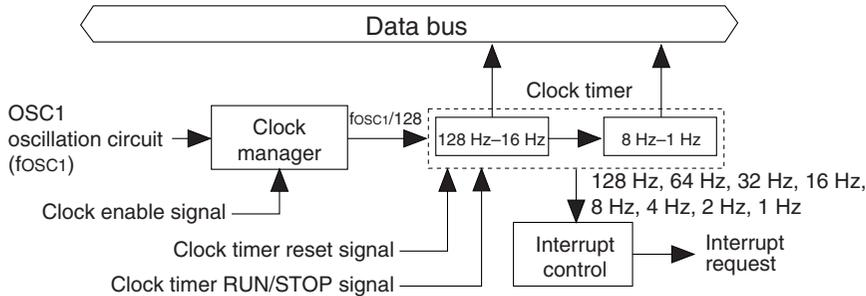 Data bus
Clock timer
OSC1
oscillation circuit
(fOSC1)
Clock
manager
fOSC1/128
128 Hz–16 Hz
8 Hz–1 Hz
128 Hz, 64 Hz, 32 Hz, 16 Hz,
8 Hz, 4 Hz, 2 Hz, 1 Hz
Clock enable signal
Clock timer reset signal
Clock timer RUN/STOP signal
Interrupt
control
Interrupt
request